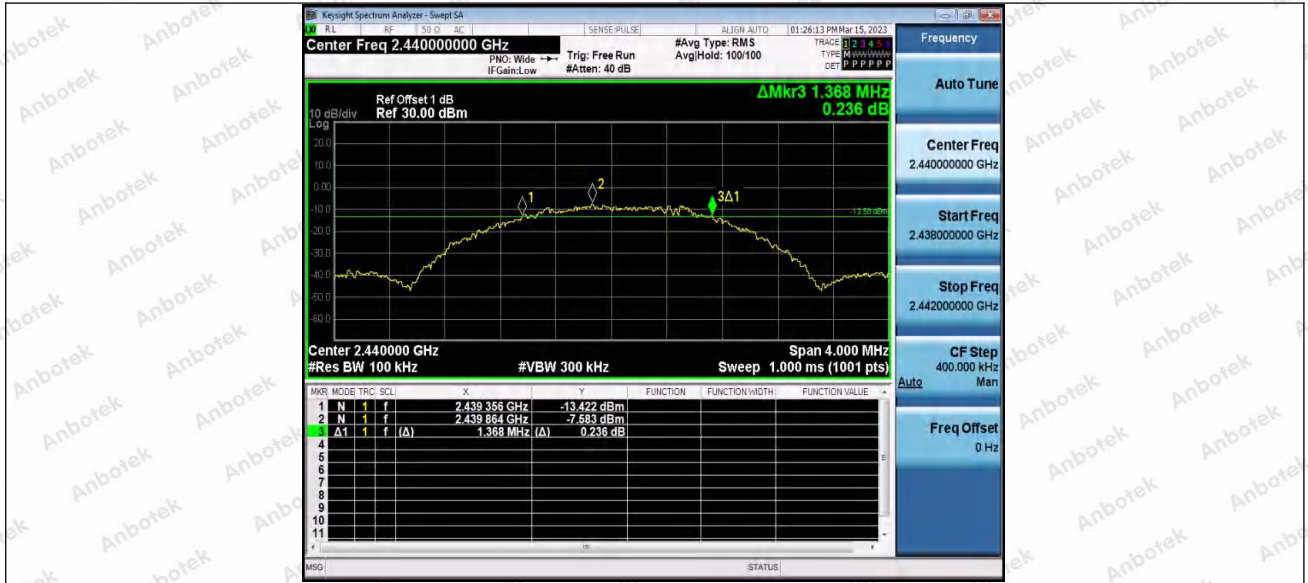 Keysight Spectrum Analyzer - Swept SA
RL RF 50 Ω AC SENSE:PULSE ALIGN AUTO 01:26:13 PM Mar 15, 2023
Center Freq 2.440000000 GHz
PNO: Wide
IFGain:Low
Trig: Free Run
#Atten: 40 dB
#Avg Type: RMS
Avg|Hold: 100/100
TRACE 1 2 3 4 5 6
TYPE M
DET P P P P P P
ΔMkr3 1.368 MHz
0.236 dB
Ref Offset 1 dB
10 dB/div Ref 30.00 dBm
Log
20.0
10.0
0.00
-10.0
-20.0
-30.0
-40.0
-50.0
-60.0
1
2
3Δ1
Center 2.440000 GHz Span 4.000 MHz
#Res BW 100 kHz #VBW 300 kHz Sweep 1.000 ms (1001 pts)
MKR MODE TRC SCL X Y FUNCTION FUNCTION WIDTH FUNCTION VALUE
1 N 1 f 2.439 356 GHz -13.422 dBm
2 N 1 f 2.439 864 GHz -7.583 dBm
3 Δ1 1 f (Δ) 1.368 MHz (Δ) 0.236 dB
4
5
6
7
8
9
10
11
MSG STATUS
Frequency
Auto Tune
Center Freq
2.440000000 GHz
Start Freq
2.438000000 GHz
Stop Freq
2.442000000 GHz
CF Step
400.000 kHz
Auto Man
Freq Offset
0 Hz
Anbotek